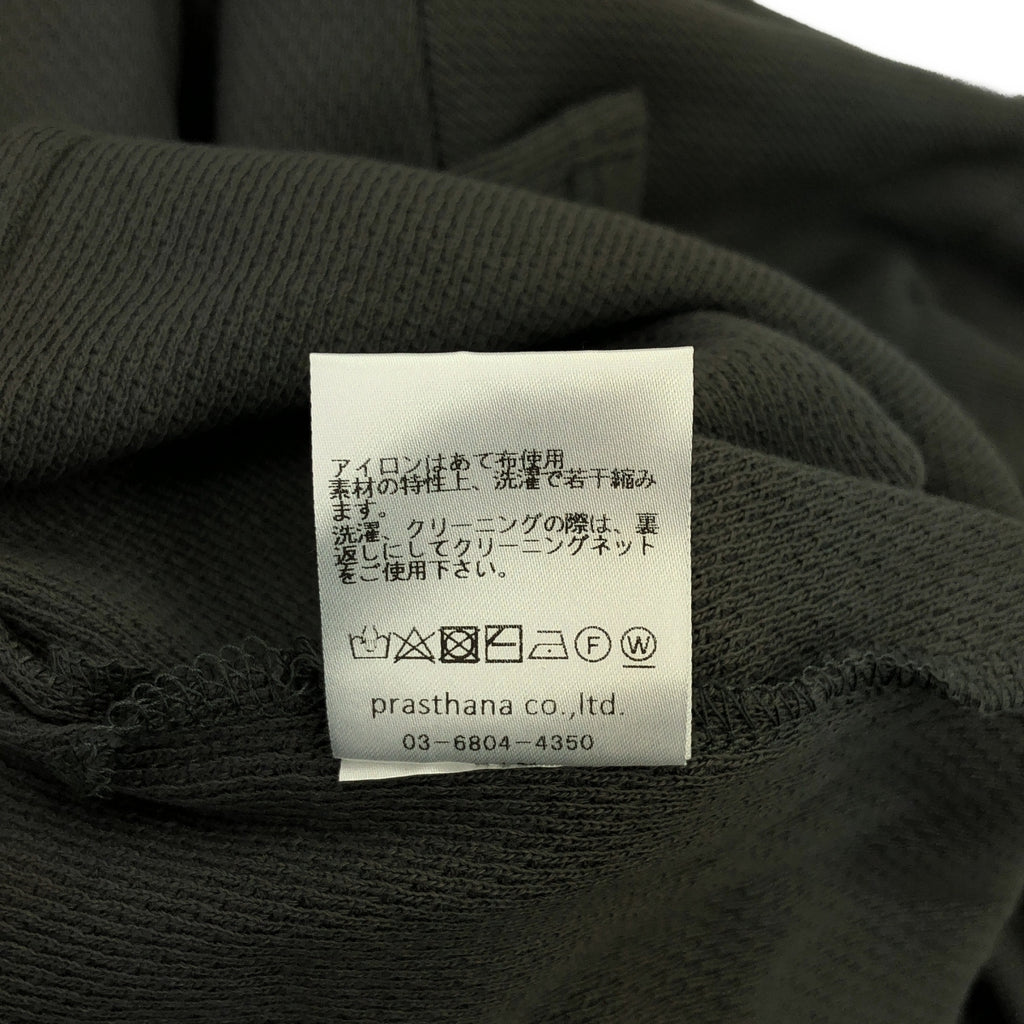 アイロンはあて布使用
素材の特性上、洗濯で若干縮み
ます。
洗濯、クリーニングの際は、裏
返しにしてクリーニングネット
をご使用下さい。
F W
prasthana co.,ltd.
03-6804-4350